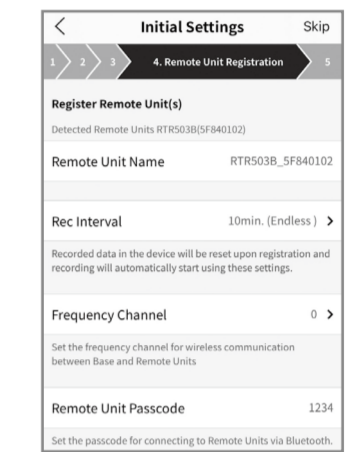 Initial Settings Skip
1 2 3 4. Remote Unit Registration 5
Register Remote Unit(s)
Detected Remote Units RTR503B(5F840102)
Remote Unit Name RTR503B_5F840102
Rec Interval 10min. (Endless )
Recorded data in the device will be reset upon registration and
recording will automatically start using these settings.
Frequency Channel 0
Set the frequency channel for wireless communication
between Base and Remote Units
Remote Unit Passcode 1234
Set the passcode for connecting to Remote Units via Bluetooth.